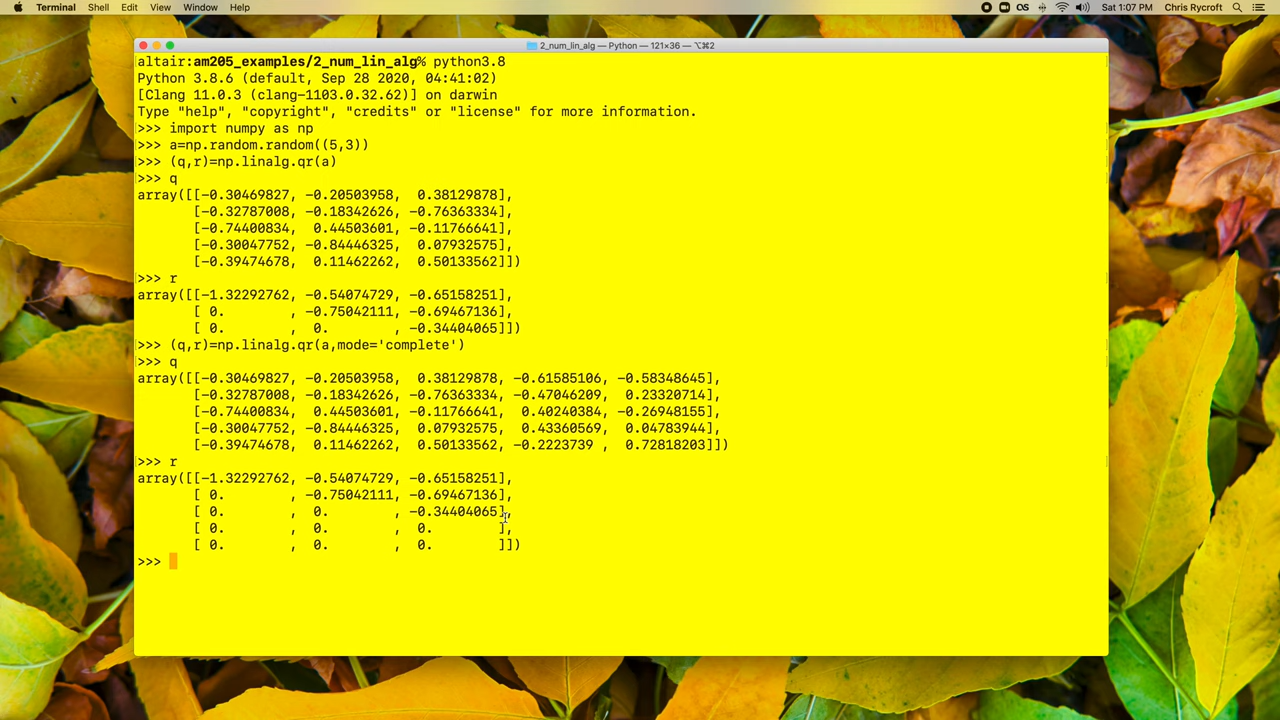 Terminal Shell Edit View Window Help OS Sat 1:07 PM Chris Rycroft
2_num_lin_alg — Python — 121×36 — ⌥⌘2
altair:am205_examples/2_num_lin_alg% python3.8
Python 3.8.6 (default, Sep 28 2020, 04:41:02)
[Clang 11.0.3 (clang-1103.0.32.62)] on darwin
Type "help", "copyright", "credits" or "license" for more information.
>>> import numpy as np
>>> a=np.random.random((5,3))
>>> (q,r)=np.linalg.qr(a)
>>> q
array([[-0.30469827, -0.20503958,  0.38129878],
       [-0.32787008, -0.18342626, -0.76363334],
       [-0.74400834,  0.44503601, -0.11766641],
       [-0.30047752, -0.84446325,  0.07932575],
       [-0.39474678,  0.11462262,  0.50133562]])
>>> r
array([[-1.32292762, -0.54074729, -0.65158251],
       [ 0.        , -0.75042111, -0.69467136],
       [ 0.        ,  0.        , -0.34404065]])
>>> (q,r)=np.linalg.qr(a,mode='complete')
>>> q
array([[-0.30469827, -0.20503958,  0.38129878, -0.61585106, -0.58348645],
       [-0.32787008, -0.18342626, -0.76363334, -0.47046209,  0.23320714],
       [-0.74400834,  0.44503601, -0.11766641,  0.40240384, -0.26948155],
       [-0.30047752, -0.84446325,  0.07932575,  0.43360569,  0.04783944],
       [-0.39474678,  0.11462262,  0.50133562, -0.2223739 ,  0.72818203]])
>>> r
array([[-1.32292762, -0.54074729, -0.65158251],
       [ 0.        , -0.75042111, -0.69467136],
       [ 0.        ,  0.        , -0.34404065],
       [ 0.        ,  0.        ,  0.        ],
       [ 0.        ,  0.        ,  0.        ]])
>>>